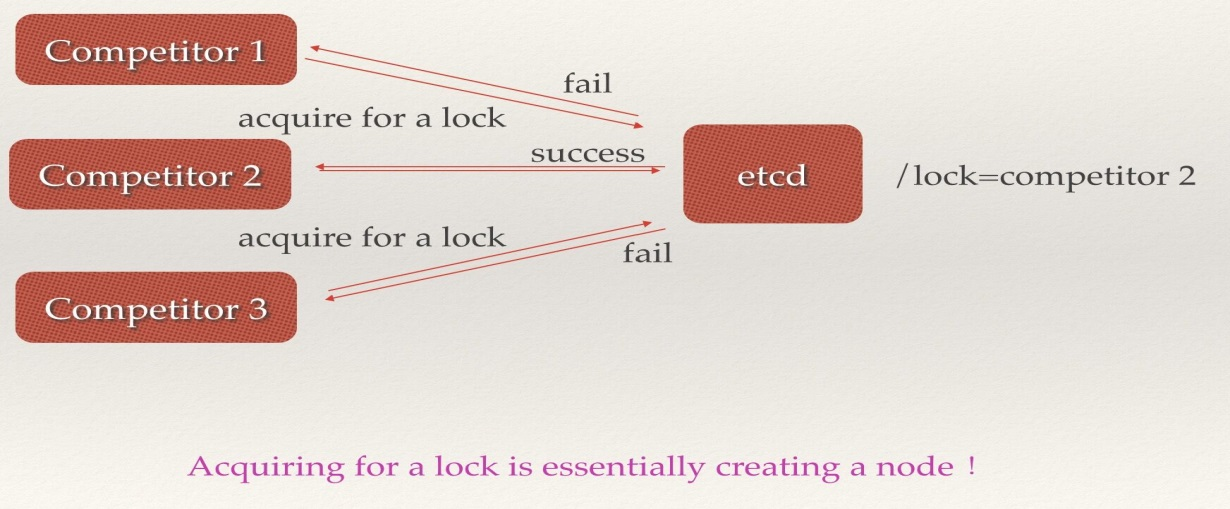 Competitor 1
fail
acquire for a lock
success
Competitor 2
etcd
/lock=competitor 2
acquire for a lock
fail
Competitor 3
Acquiring for a lock is essentially creating a node !